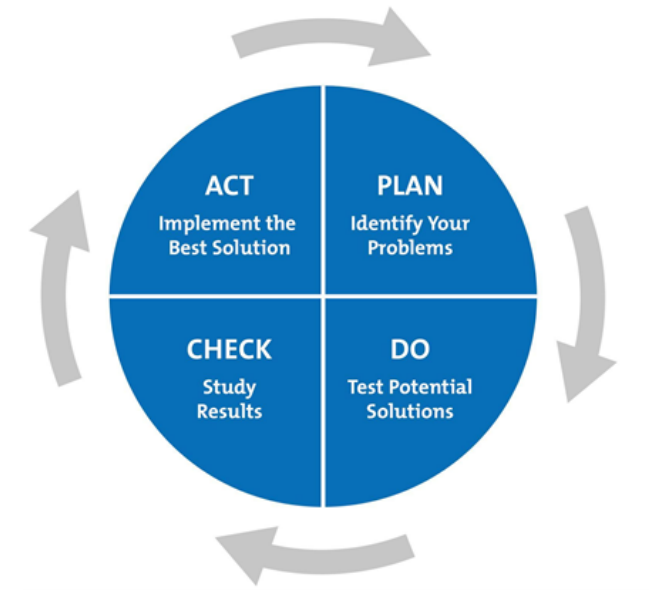 ACT
Implement the
Best Solution
PLAN
Identify Your
Problems
CHECK
Study
Results
DO
Test Potential
Solutions